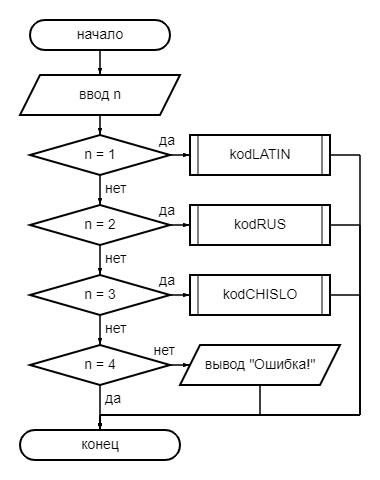 начало
ввод n
n = 1
да
kodLATIN
нет
n = 2
да
kodRUS
нет
n = 3
да
kodCHISLO
нет
n = 4
нет
вывод "Ошибка!"
да
конец